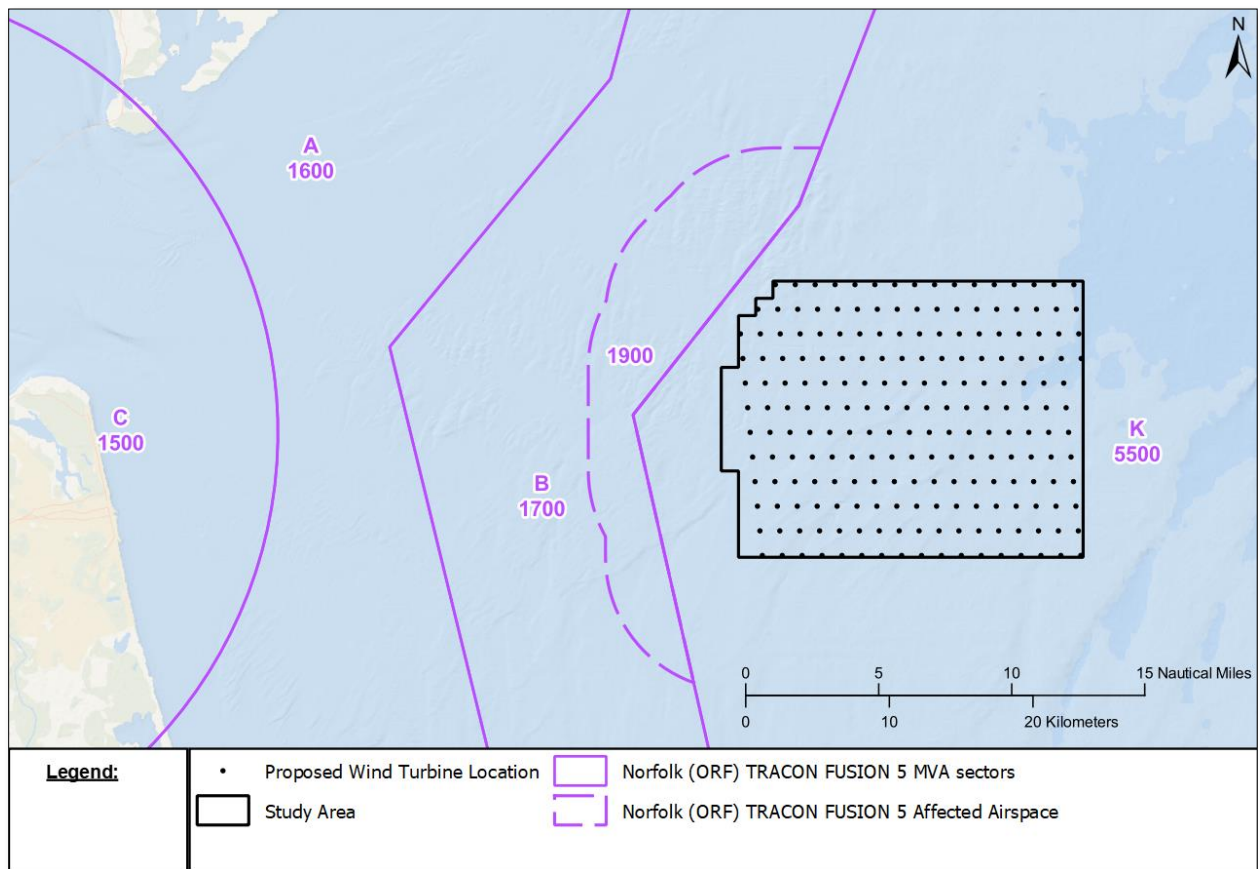 N
A
1600
1900
C
1500
K
5500
B
1700
0 5 10 15 Nautical Miles
0 10 20 Kilometers
Legend:
Proposed Wind Turbine Location
Norfolk (ORF) TRACON FUSION 5 MVA sectors
Study Area
Norfolk (ORF) TRACON FUSION 5 Affected Airspace